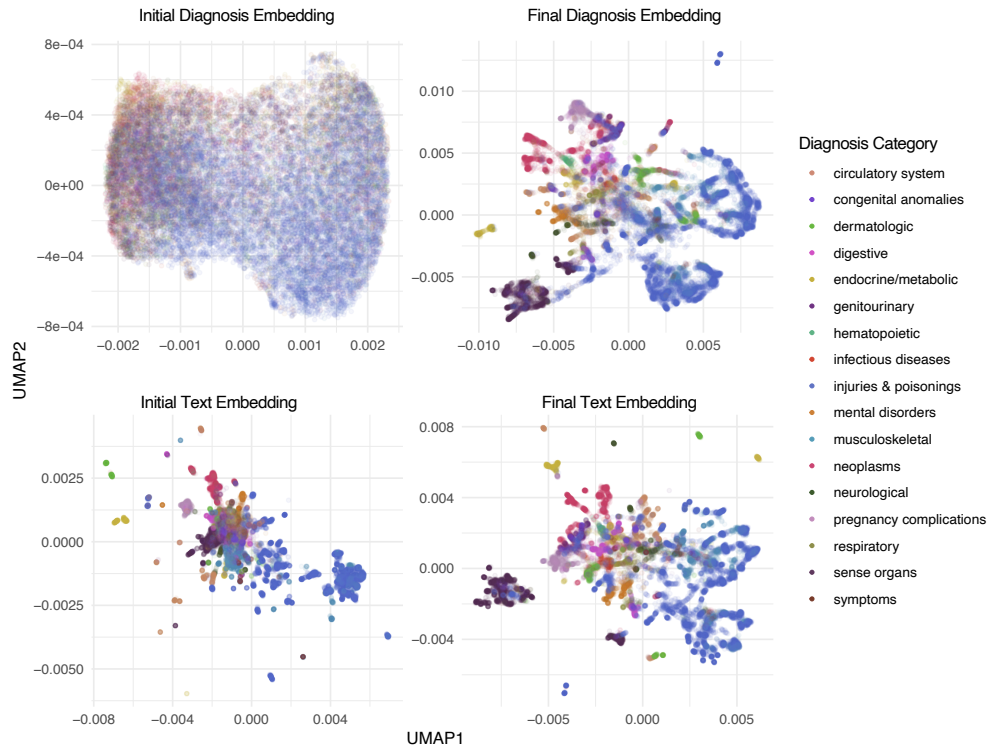 Initial Diagnosis Embedding
Final Diagnosis Embedding
8e−04
4e−04
0e+00
−4e−04
−8e−04
−0.002 −0.001 0.000 0.001 0.002
0.010
0.005
0.000
−0.005
−0.010 −0.005 0.000 0.005
UMAP2
Initial Text Embedding
Final Text Embedding
0.0025
0.0000
−0.0025
−0.0050
−0.008 −0.004 0.000 0.004
0.008
0.004
0.000
−0.004
−0.005 0.000 0.005
UMAP1
Diagnosis Category
circulatory system
congenital anomalies
dermatologic
digestive
endocrine/metabolic
genitourinary
hematopoietic
infectious diseases
injuries & poisonings
mental disorders
musculoskeletal
neoplasms
neurological
pregnancy complications
respiratory
sense organs
symptoms